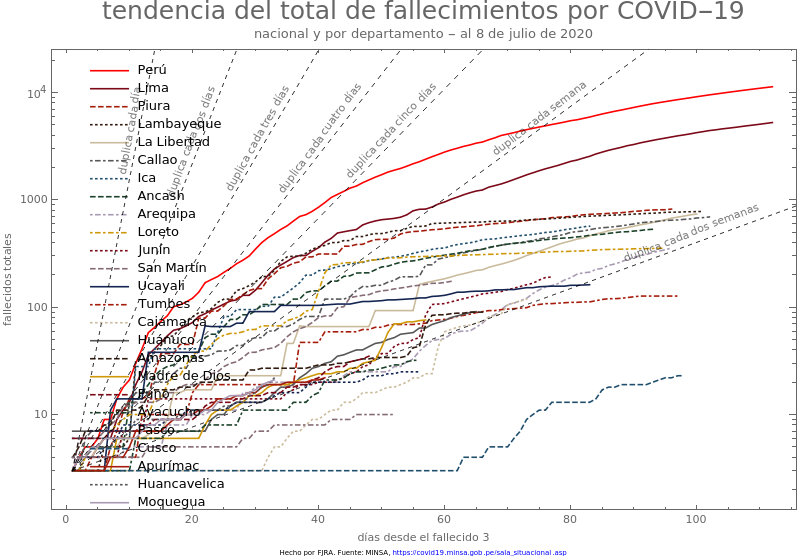 tendencia del total de fallecimientos por COVID−19
nacional y por departamento − al 8 de julio de 2020
fallecidos totales
10^4
1000
100
10
duplica cada día
duplica cada dos días
duplica cada tres días
duplica cada cuatro días
duplica cada cinco días
duplica cada semana
duplica cada dos semanas
Perú
Lima
Piura
Lambayeque
La Libertad
Callao
Ica
Ancash
Arequipa
Loreto
Junín
San Martín
Ucayali
Tumbes
Cajamarca
Huánuco
Amazonas
Madre de Dios
Puno
Ayacucho
Pasco
Cusco
Apurímac
Huancavelica
Moquegua
0 20 40 60 80 100
días desde el fallecido 3
Hecho por FJRA. Fuente: MINSA, https://covid19.minsa.gob.pe/sala_situacional.asp